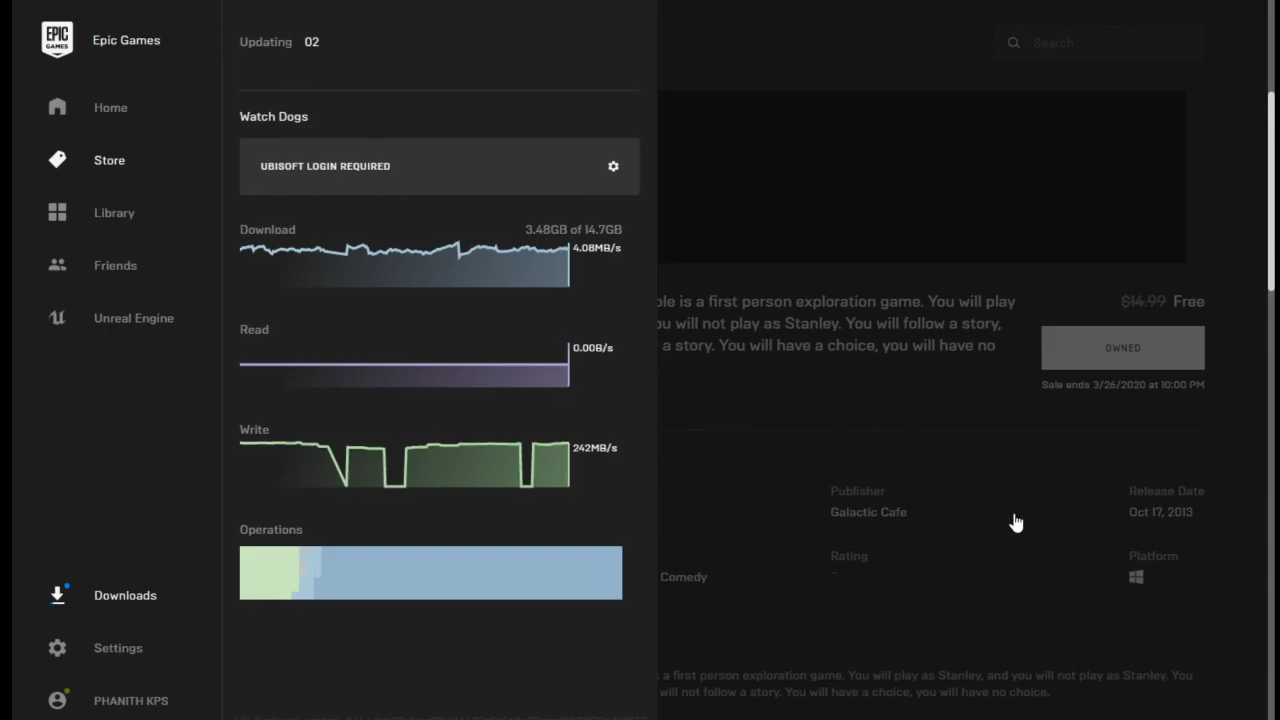 EPIC
GAMES
Epic Games
Home
Store
Library
Friends
Unreal Engine
Downloads
Settings
PHANITH KPS
Updating 02
Watch Dogs
UBISOFT LOGIN REQUIRED
Download 3.48GB of 14.7GB
4.08MB/s
Read
0.00B/s
Write
242MB/s
Operations
Search
is a first person exploration game. You will play
will not play as Stanley. You will follow a story,
a story. You will have a choice, you will have no
$14.99 Free
OWNED
Sale ends 3/26/2020 at 10:00 PM
Publisher
Galactic Cafe
Release Date
Oct 17, 2013
Rating
Comedy
Platform
a first person exploration game. You will play as Stanley, and you will not play as Stanley. You
will not follow a story. You will have a choice, you will have no choice.